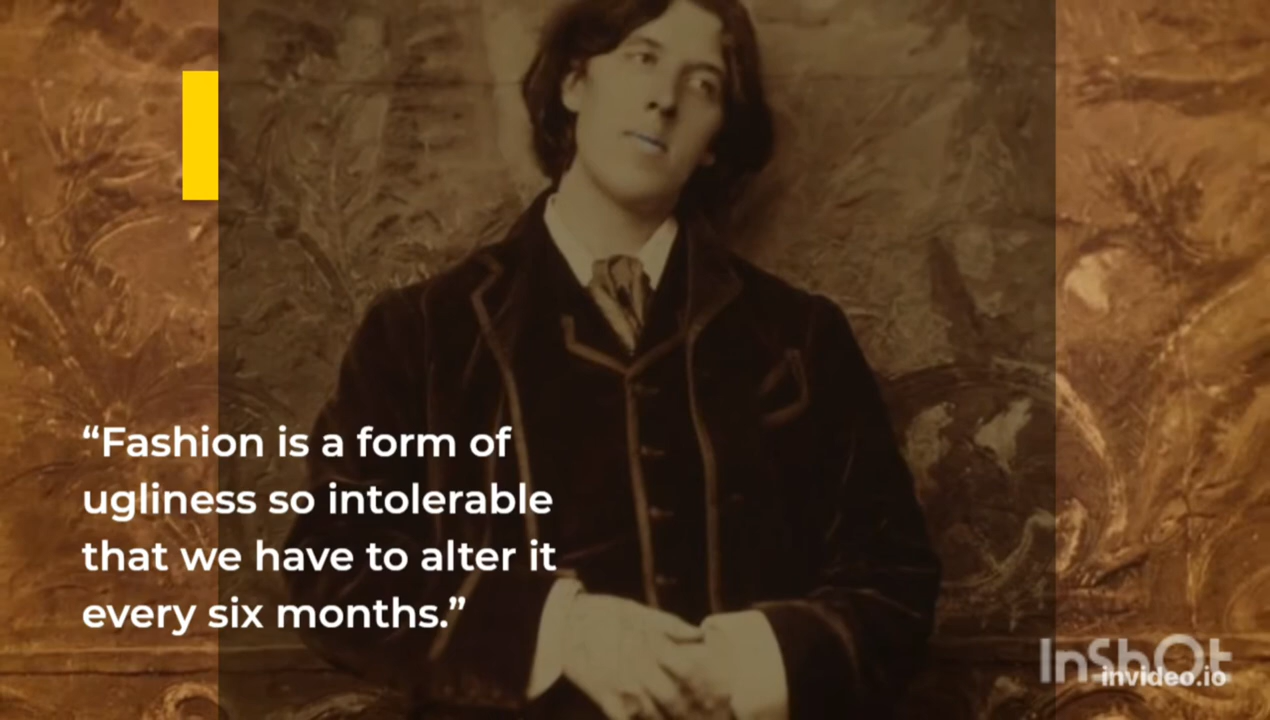 “Fashion is a form of
ugliness so intolerable
that we have to alter it
every six months.”
InShOt
invideo.io